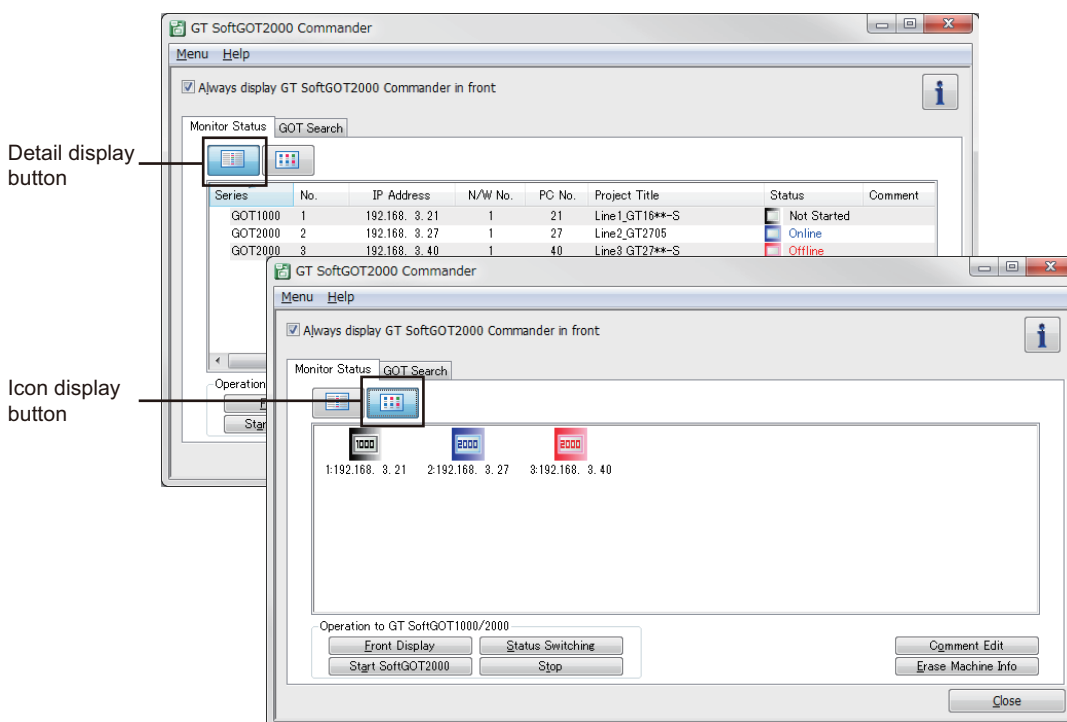 GT SoftGOT2000 Commander
Menu Help
Always display GT SoftGOT2000 Commander in front
i
Monitor Status GOT Search
Detail display
button
Series No. IP Address N/W No. PC No. Project Title Status Comment
GOT1000 1 192.168. 3. 21 1 21 Line1_GT16**-S Not Started
GOT2000 2 192.168. 3. 27 1 27 Line2_GT2705 Online
GOT2000 3 192.168. 3. 40 1 40 Line3 GT27**-S Offline
Operation
Star
GT SoftGOT2000 Commander
Menu Help
Always display GT SoftGOT2000 Commander in front
i
Monitor Status GOT Search
Icon display
button
1000 2000 2000
1:192.168. 3. 21 2:192.168. 3. 27 3:192.168. 3. 40
Operation to GT SoftGOT1000/2000
Front Display Status Switching Comment Edit
Start SoftGOT2000 Stop Erase Machine Info
Close